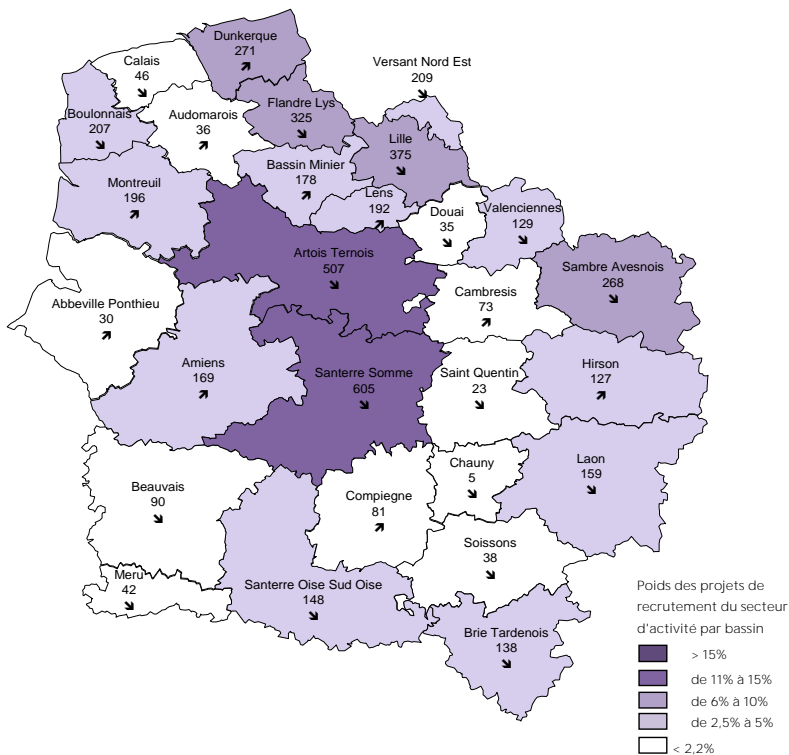 Dunkerque
271
Calais
46
Versant Nord Est
209
Boulonnais
207
Audomarois
36
Flandre Lys
325
Lille
375
Montreuil
196
Bassin Minier
178
Lens
192
Douai
35
Valenciennes
129
Artois Ternois
507
Sambre Avesnois
268
Abbeville Ponthieu
30
Cambresis
73
Amiens
169
Santerre Somme
605
Saint Quentin
23
Hirson
127
Chauny
5
Laon
159
Beauvais
90
Compiegne
81
Soissons
38
Meru
42
Santerre Oise Sud Oise
148
Brie Tardenois
138
Poids des projets de
recrutement du secteur
d'activité par bassin
> 15%
de 11% à 15%
de 6% à 10%
de 2,5% à 5%
< 2,2%